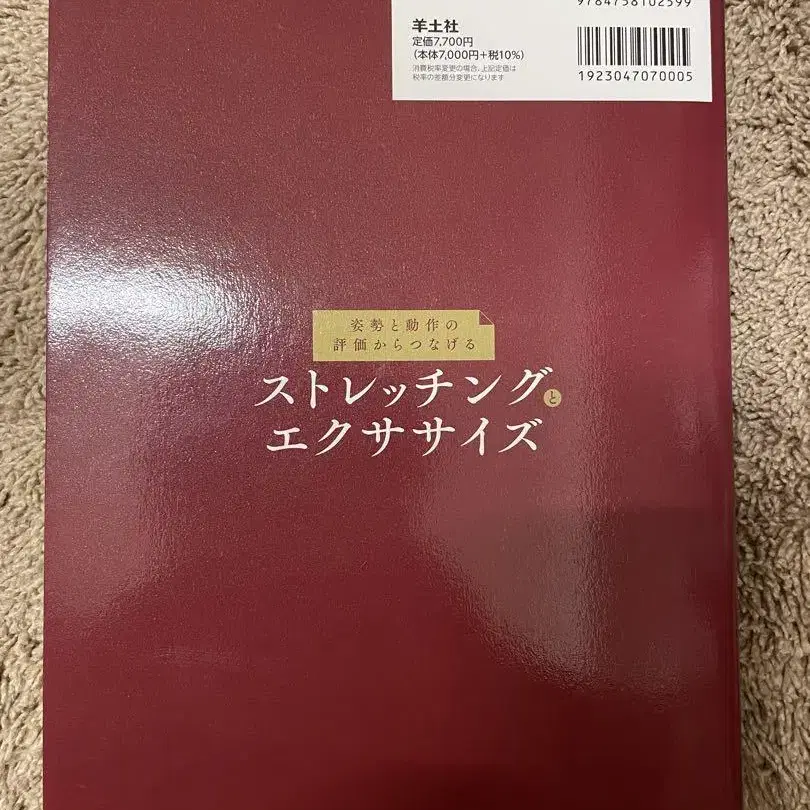 9784758102599
羊土社
定価7,700円
(本体7,000円+税10%)
消費税率変更の場合、上記定価は
税率の差額分変更になります
1923047070005
姿勢と動作の
評価からつなげる
ストレッチングと
エクササイズ